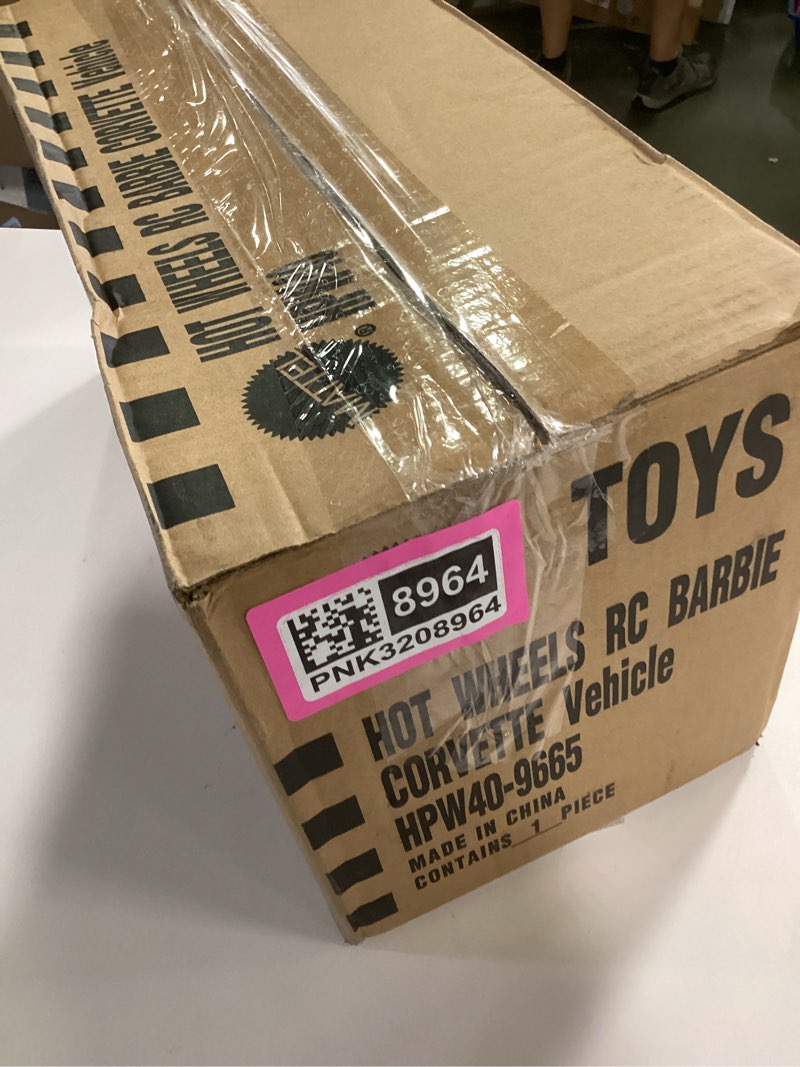 HOT WHEELS RC BARBIE CORVETTE Vehicle
MATTEL
®
TOYS
8964
PNK3208964
HOT WHEELS RC BARBIE
CORVETTE Vehicle
HPW40-9665
MADE IN CHINA
CONTAINS 1 PIECE